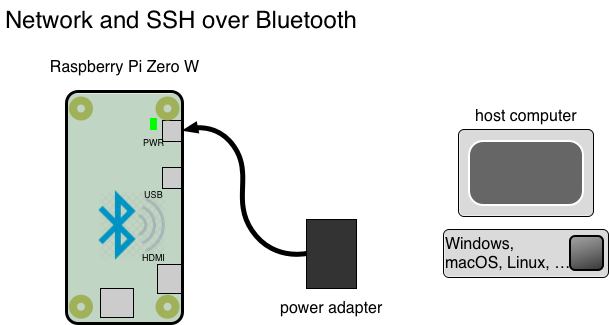 Network and SSH over Bluetooth
Raspberry Pi Zero W
host computer
PWR
USB
Windows,
macOS, Linux, ...
HDMI
power adapter